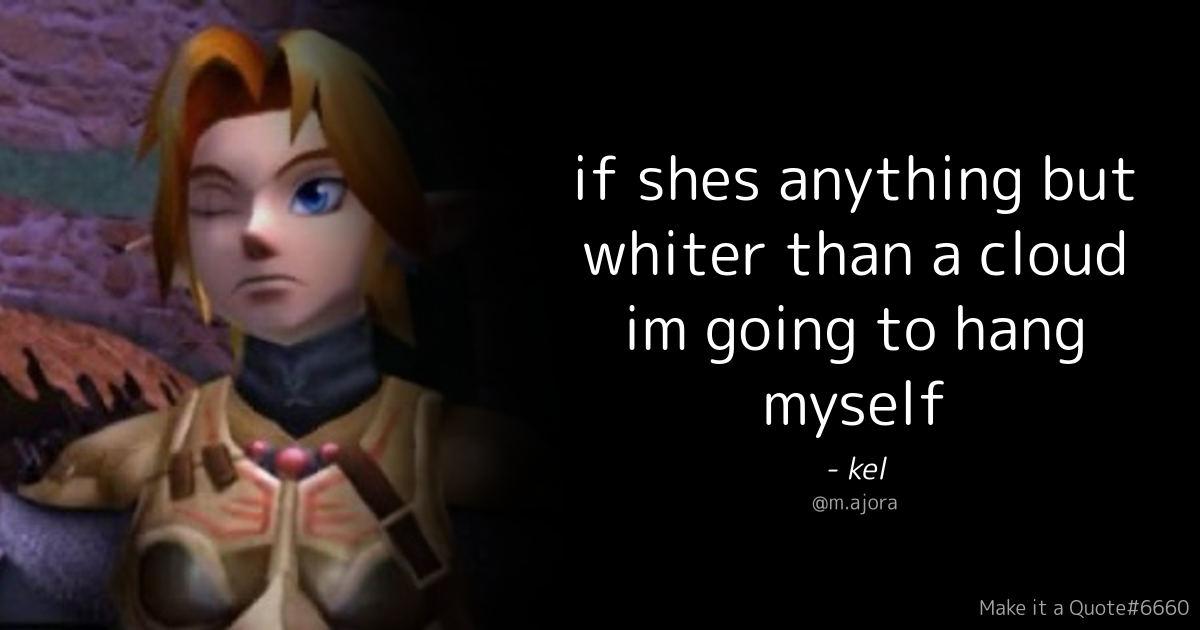 if shes anything but
whiter than a cloud
im going to hang
myself
- kel
@m.ajora
Make it a Quote#6660